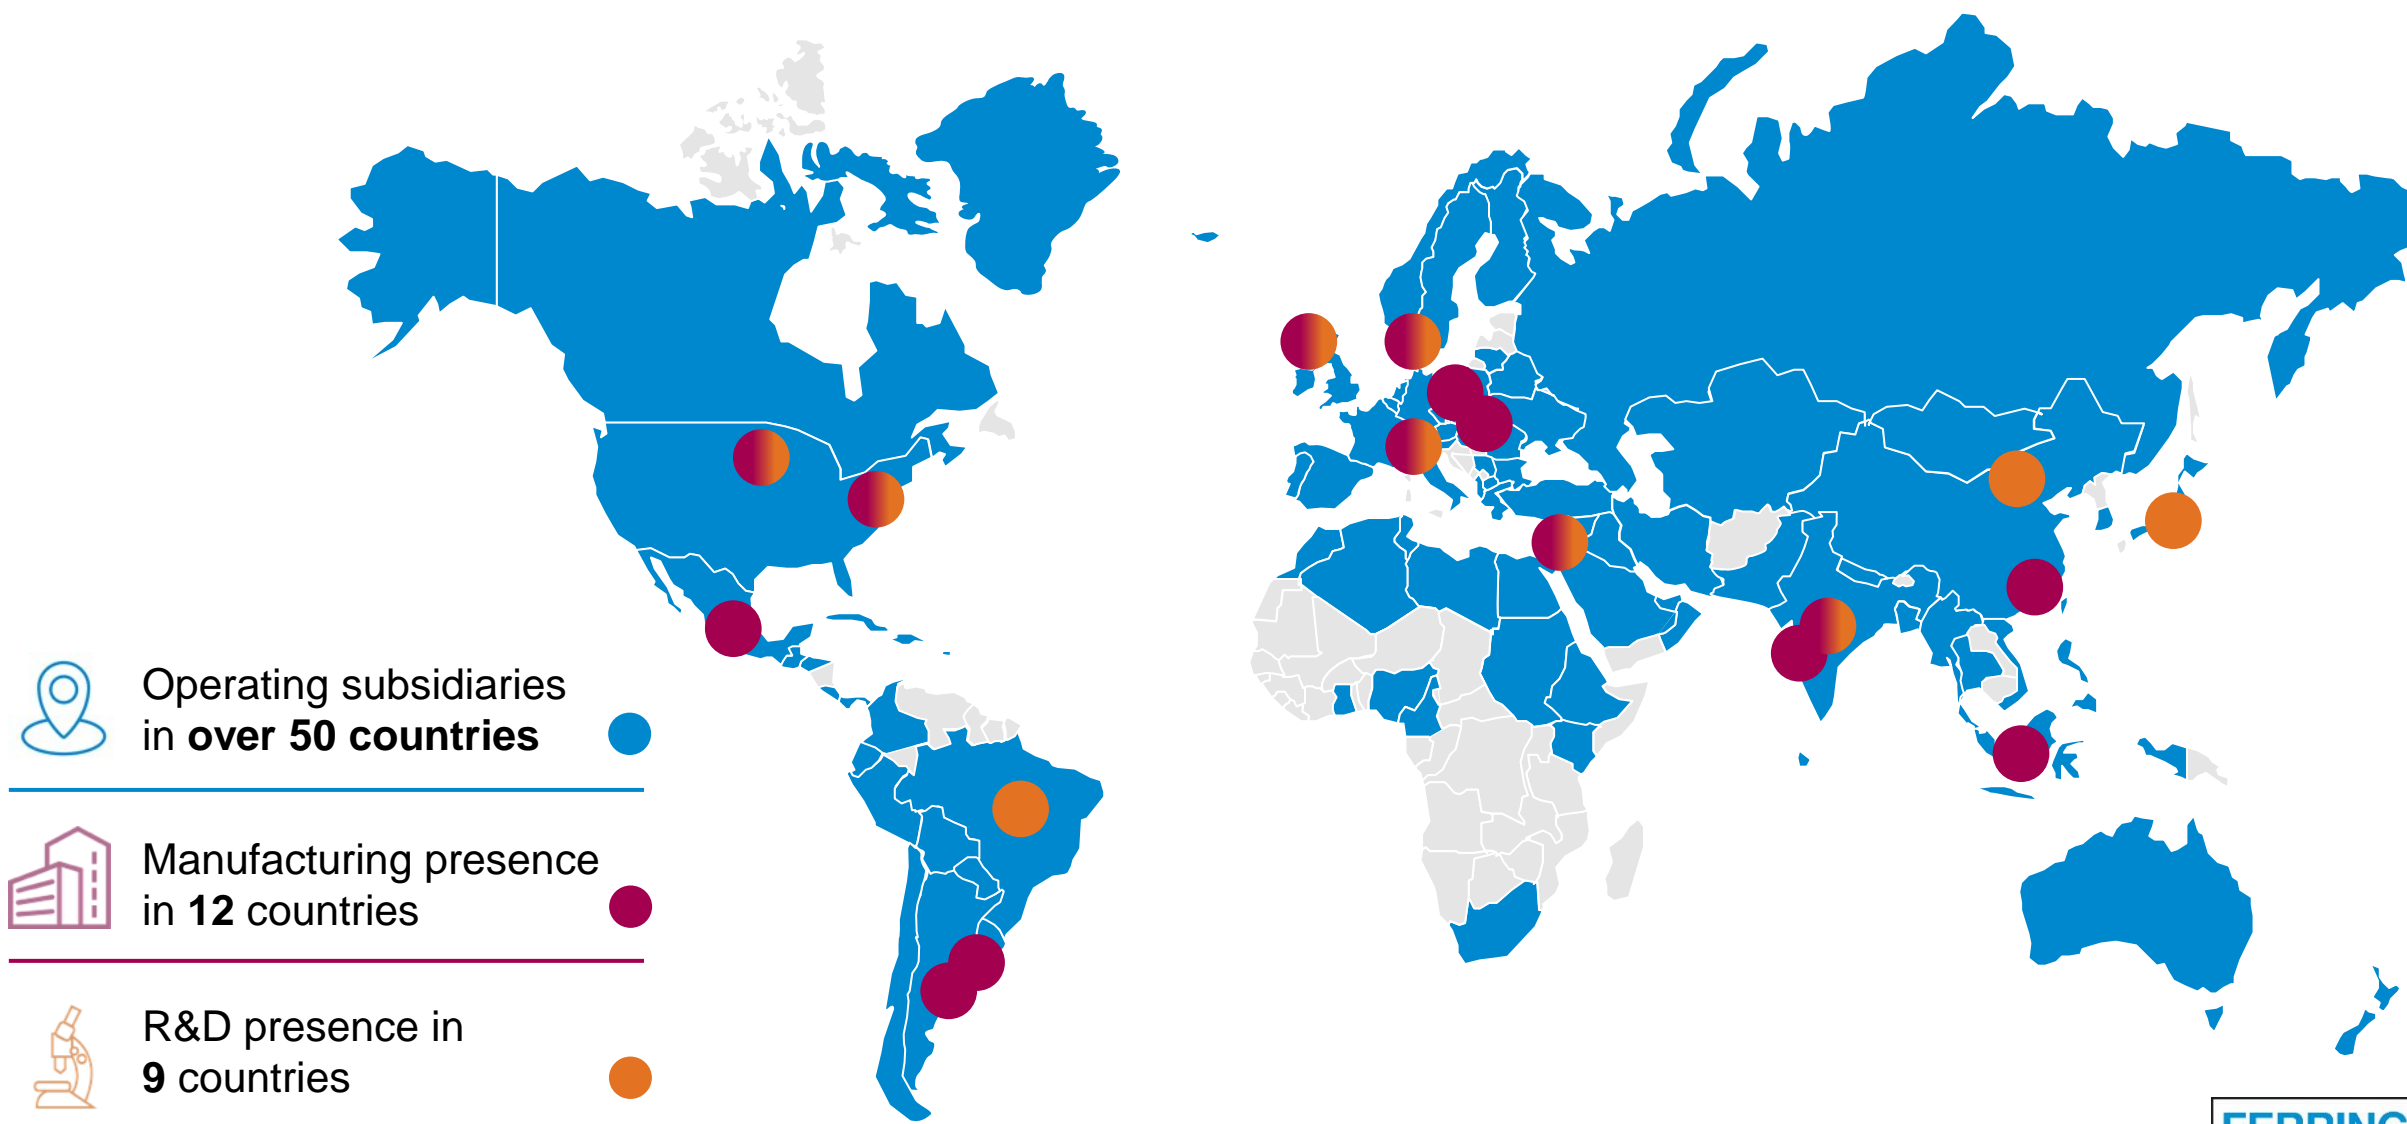 Operating subsidiaries
in over 50 countries
Manufacturing presence
in 12 countries
R&D presence in
9 countries